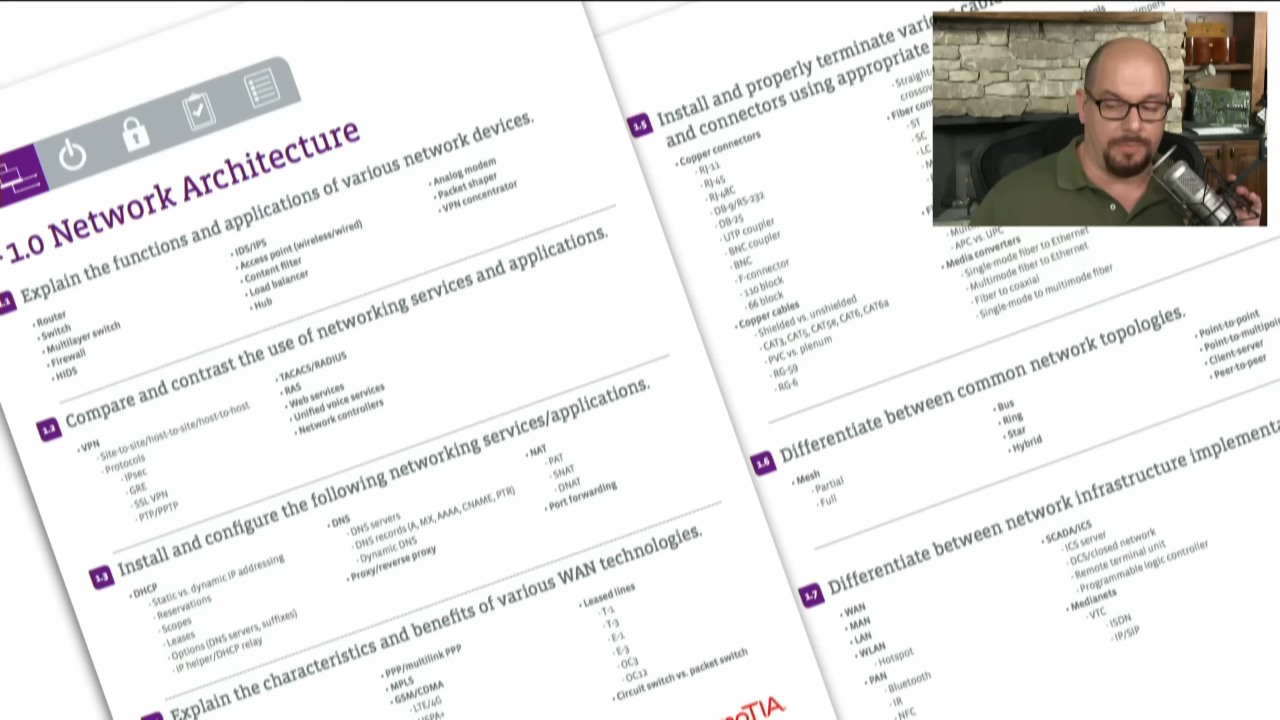 1.0 Network Architecture
Explain the functions and applications of various network devices.
• Router
• Switch
• Multilayer switch
• Firewall
• HIDS
• IDS/IPS
• Access point (wireless/wired)
• Content filter
• Load balancer
• Hub
• Analog modem
• Packet shaper
• VPN concentrator
1.2 Compare and contrast the use of networking services and applications.
• VPN
- Site-to-site/host-to-site/host-to-host
- Protocols
- IPsec
- GRE
- SSL VPN
- PTP/PPTP
• TACACS/RADIUS
• RAS
• Web services
• Unified voice services
• Network controllers
1.3 Install and configure the following networking services/applications.
• DHCP
- Static vs. dynamic IP addressing
- Reservations
- Scopes
- Leases
- Options (DNS servers, suffixes)
- IP helper/DHCP relay
• DNS
- DNS servers
- DNS records (A, MX, AAAA, CNAME, PTR)
- Dynamic DNS
• Proxy/reverse proxy
• NAT
- PAT
- SNAT
- DNAT
• Port forwarding
Explain the characteristics and benefits of various WAN technologies.
• PPP/multilink PPP
• MPLS
• GSM/CDMA
- LTE/4G
• Leased lines
- T-1
- T-3
- E-1
- E-3
- OC3
- OC12
• Circuit switch vs. packet switch
1.5 Install and properly terminate various
and connectors using appropriate
• Copper connectors
- RJ-11
- RJ-45
- RJ-48C
- DB-9/RS-232
- DB-25
- UTP coupler
- BNC coupler
- BNC
- F-connector
- 110 block
- 66 block
• Copper cables
- Shielded vs. unshielded
- CAT3, CAT5, CAT5e, CAT6, CAT6a
- PVC vs. plenum
- RG-59
- RG-6
- ST
- SC
- LC
- APC vs. UPC
• Media converters
- Single-mode fiber to Ethernet
- Multimode fiber to Ethernet
- Fiber to coaxial
- Single-mode to multimode fiber
1.6 Differentiate between common network topologies.
• Mesh
- Partial
- Full
• Bus
• Ring
• Star
• Hybrid
• Point-to-point
• Client-server
• Peer-to-peer
1.7 Differentiate between network infrastructure
• WAN
• MAN
• LAN
• WLAN
- Hotspot
• PAN
- Bluetooth
- IR
- NFC
• SCADA/ICS
- ICS server
- DCS/closed network
- Remote terminal unit
- Programmable logic controller
• Medianets
- VTC
- ISDN
- IP/SIP